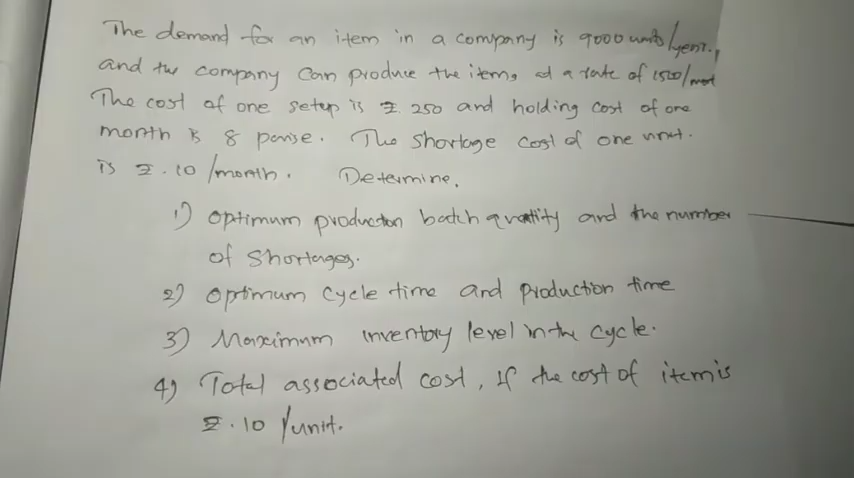 The demand for an item in a company is 9000 units/year.,
and the company can produce the items at a rate of 1500/
The cost of one setup is ₹. 250 and holding cost of one
month is 8 paise. The shortage cost of one unit.
is ₹. 10 /month. Determine.
1) Optimum production batch quantity and the number
of shortages.
2) Optimum cycle time and production time
3) Maximum inventory level in the cycle.
4) Total associated cost, If the cost of item is
₹. 10 /unit.